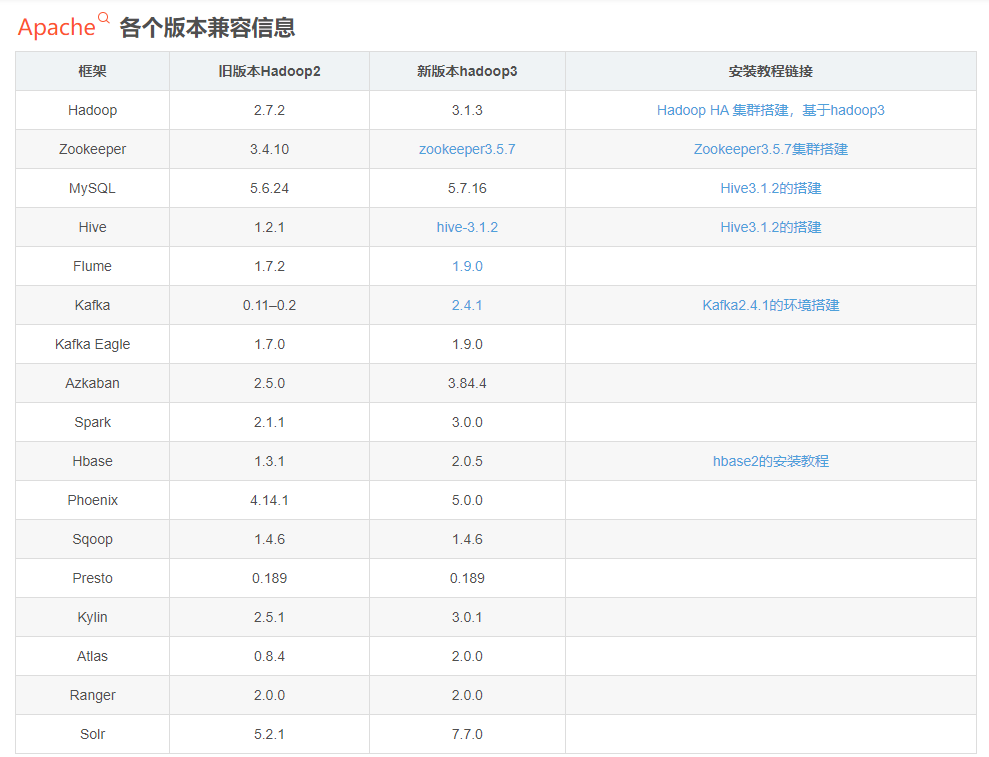 Apache 各个版本兼容信息
框架 旧版本Hadoop2 新版本hadoop3 安装教程链接
Hadoop 2.7.2 3.1.3 Hadoop HA 集群搭建，基于hadoop3
Zookeeper 3.4.10 zookeeper3.5.7 Zookeeper3.5.7集群搭建
MySQL 5.6.24 5.7.16 Hive3.1.2的搭建
Hive 1.2.1 hive-3.1.2 Hive3.1.2的搭建
Flume 1.7.2 1.9.0
Kafka 0.11–0.2 2.4.1 Kafka2.4.1的环境搭建
Kafka Eagle 1.7.0 1.9.0
Azkaban 2.5.0 3.84.4
Spark 2.1.1 3.0.0
Hbase 1.3.1 2.0.5 hbase2的安装教程
Phoenix 4.14.1 5.0.0
Sqoop 1.4.6 1.4.6
Presto 0.189 0.189
Kylin 2.5.1 3.0.1
Atlas 0.8.4 2.0.0
Ranger 2.0.0 2.0.0
Solr 5.2.1 7.7.0